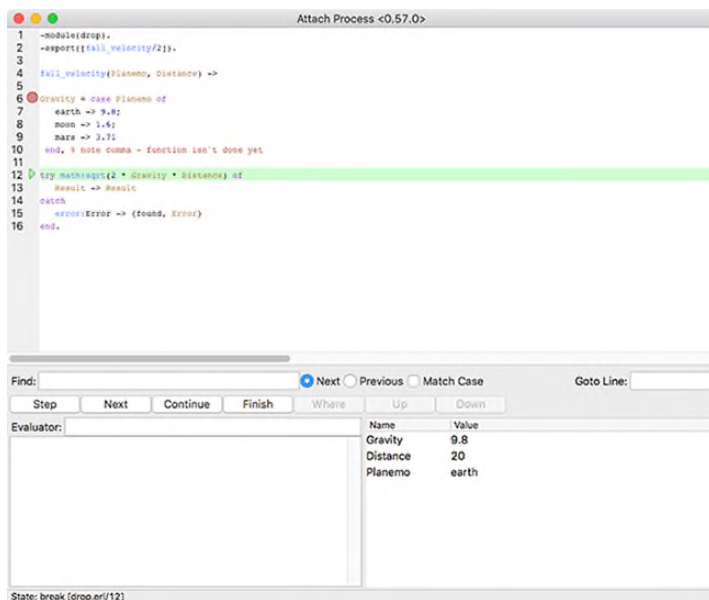 Attach Process <0.57.0>
1 -module(drop).
2 -export([fall_velocity/2]).
3
4 fall_velocity(Planemo, Distance) ->
5
6 Gravity = case Planemo of
7 earth -> 9.8;
8 moon -> 1.6;
9 mars -> 3.71
10 end, % note comma - function isn't done yet
11
12 try math:sqrt(2 * Gravity * Distance) of
13 Result -> Result
14 catch
15 error:Error -> {found, Error}
16 end.
Find: Next Previous Match Case Goto Line:
Step Next Continue Finish Where Up Down
Evaluator: Name Value
Gravity 9.8
Distance 20
Planemo earth
State: break [drop.erl/12]